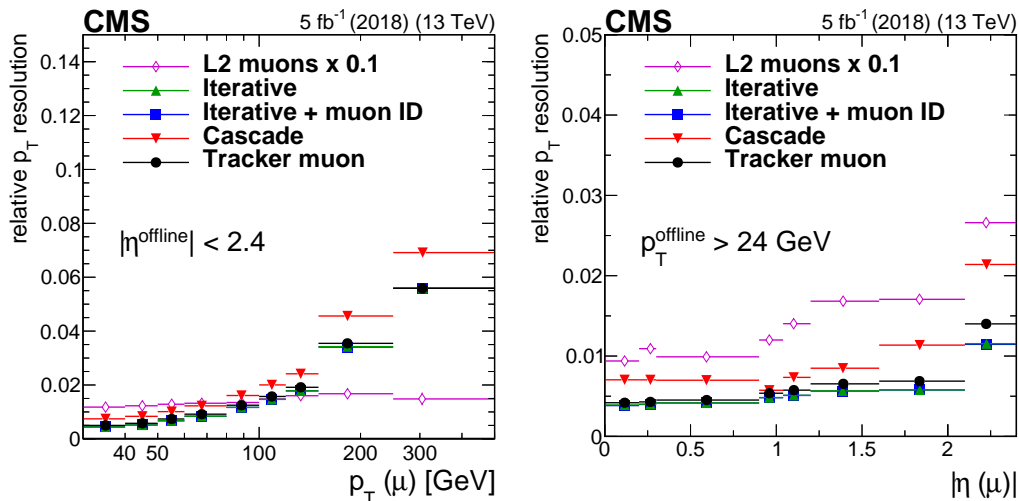 CMS
5 fb⁻¹ (2018) (13 TeV)
relative p_T resolution
0.15
0.14
0.12
0.1
0.08
0.06
0.04
0.02
0
L2 muons x 0.1
Iterative
Iterative + muon ID
Cascade
Tracker muon
|η^offline| < 2.4
40 50 100 200 300
p_T (μ) [GeV]
CMS
5 fb⁻¹ (2018) (13 TeV)
relative p_T resolution
0.05
0.04
0.03
0.02
0.01
0
L2 muons x 0.1
Iterative
Iterative + muon ID
Cascade
Tracker muon
p_T^offline > 24 GeV
0 0.5 1 1.5 2
|η (μ)|